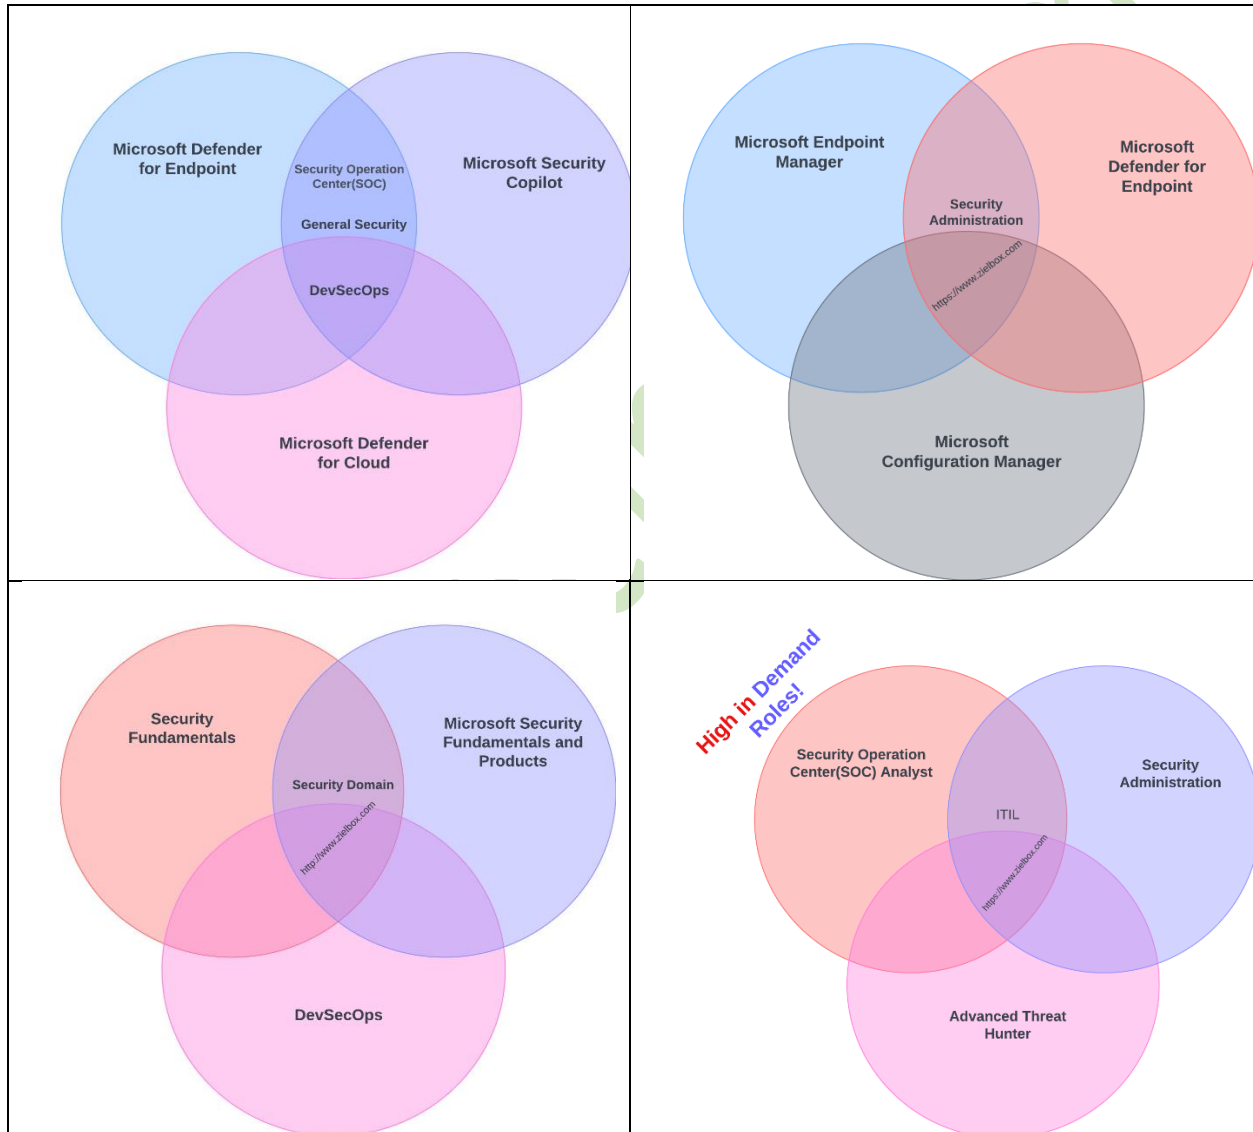 Microsoft Defender
for Endpoint
Security Operation
Center(SOC)
Microsoft Security
Copilot
General Security
DevSecOps
Microsoft Defender
for Cloud
Microsoft Endpoint
Manager
Microsoft
Defender for
Endpoint
Security
Administration
https://www.zielbox.com
Microsoft
Configuration Manager
Security
Fundamentals
Microsoft Security
Fundamentals and
Products
Security Domain
http://www.zielbox.com
DevSecOps
High in Demand
Roles!
Security Operation
Center(SOC) Analyst
Security
Administration
ITIL
https://www.zielbox.com
Advanced Threat
Hunter